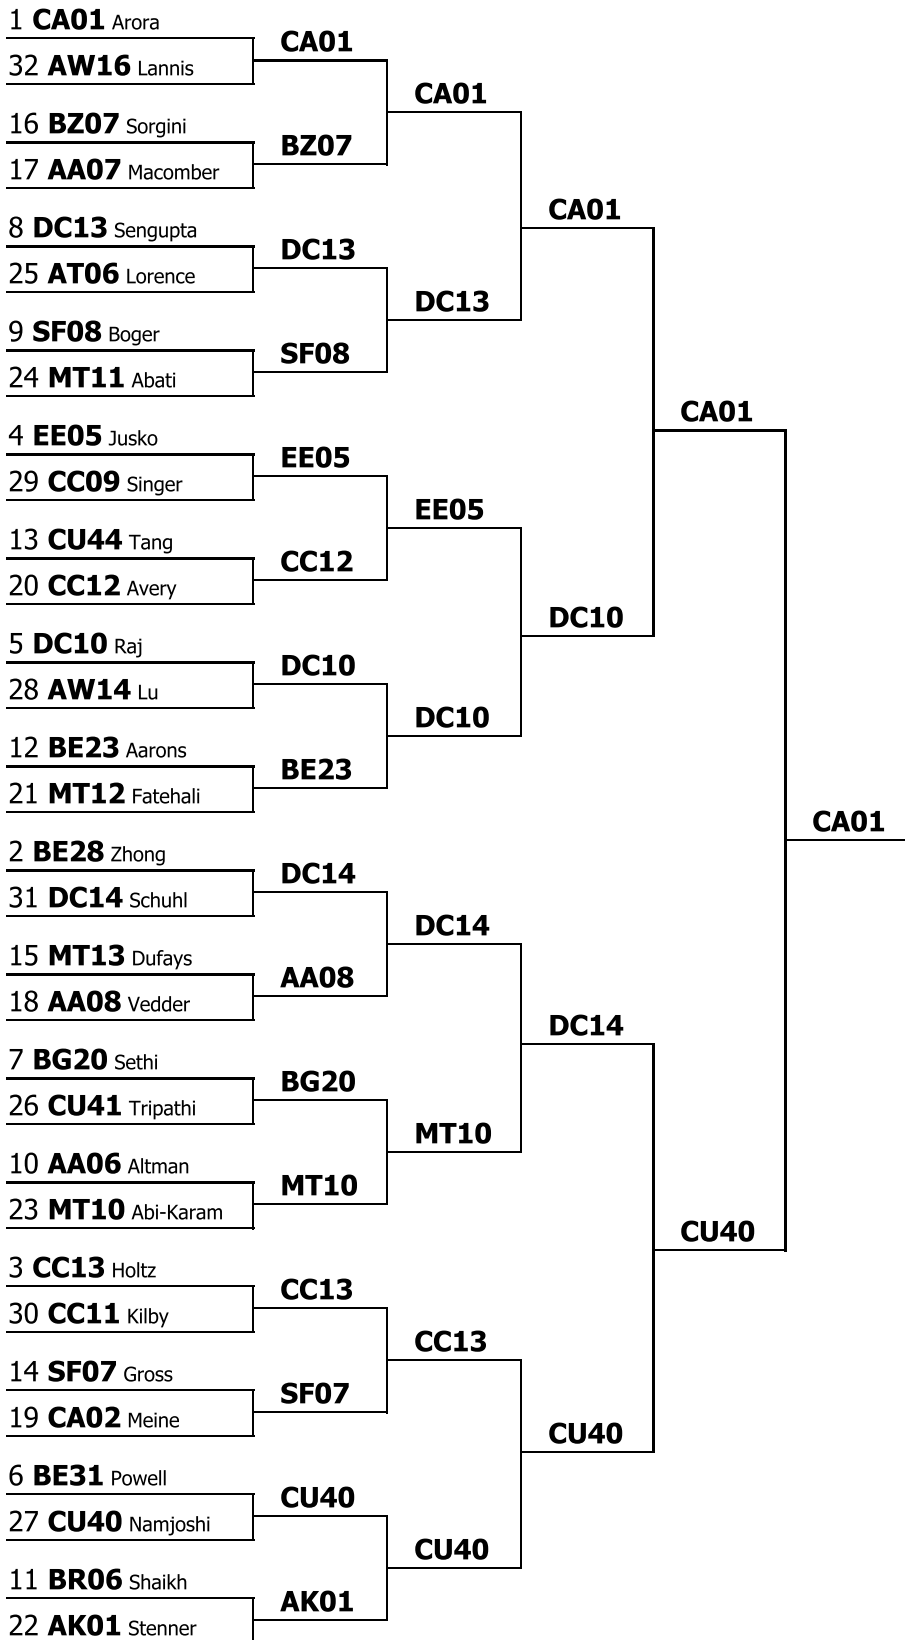 1 CA01 Arora
32 AW16 Lannis
16 BZ07 Sorgini
17 AA07 Macomber
8 DC13 Sengupta
25 AT06 Lorence
9 SF08 Boger
24 MT11 Abati
4 EE05 Jusko
29 CC09 Singer
13 CU44 Tang
20 CC12 Avery
5 DC10 Raj
28 AW14 Lu
12 BE23 Aarons
21 MT12 Fatehali
2 BE28 Zhong
31 DC14 Schuhl
15 MT13 Dufays
18 AA08 Vedder
7 BG20 Sethi
26 CU41 Tripathi
10 AA06 Altman
23 MT10 Abi-Karam
3 CC13 Holtz
30 CC11 Kilby
14 SF07 Gross
19 CA02 Meine
6 BE31 Powell
27 CU40 Namjoshi
11 BR06 Shaikh
22 AK01 Stenner
CA01
BZ07
DC13
SF08
EE05
CC12
DC10
BE23
DC14
AA08
BG20
MT10
CC13
SF07
CU40
AK01
CA01
DC13
EE05
DC10
DC14
MT10
CC13
CU40
CA01
DC10
DC14
CU40
CA01
CU40
CA01